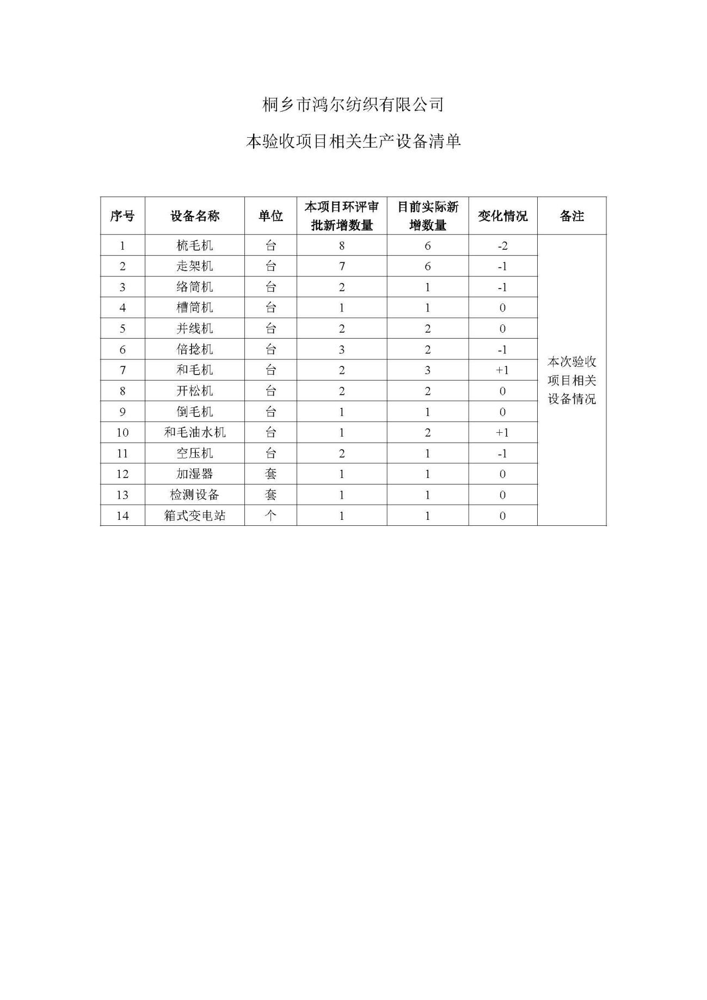 桐乡市鸿尔纺织有限公司
本验收项目相关生产设备清单
序号 设备名称 单位 本项目环评审批新增数量 目前实际新增数量 变化情况 备注
1 梳毛机 台 8 6 -2
2 走架机 台 7 6 -1
3 络筒机 台 2 1 -1
4 槽筒机 台 1 1 0
5 并线机 台 2 2 0
6 倍捻机 台 3 2 -1
7 和毛机 台 2 3 +1
8 开松机 台 2 2 0
9 倒毛机 台 1 1 0
10 和毛油水机 台 1 2 +1
11 空压机 台 2 1 -1
12 加湿器 套 1 1 0
13 检测设备 套 1 1 0
14 箱式变电站 个 1 1 0
本次验收
项目相关
设备情况